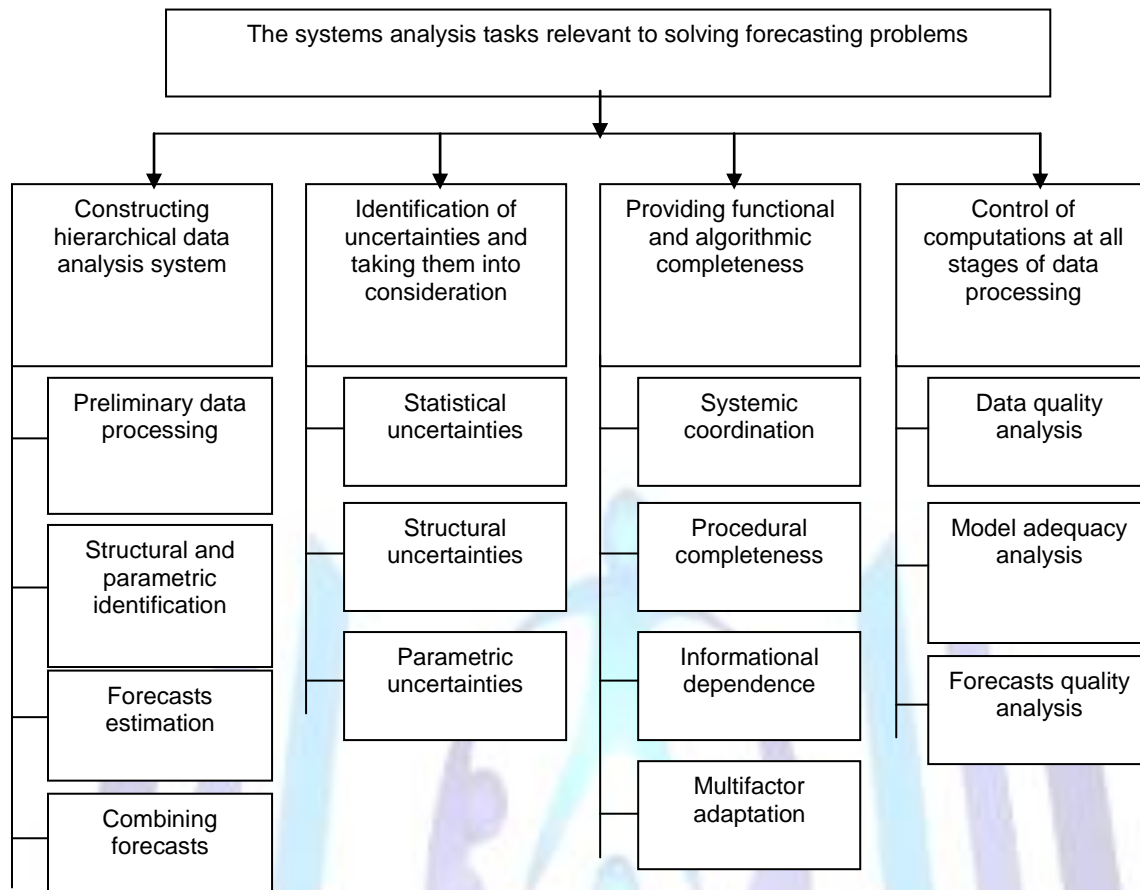 The systems analysis tasks relevant to solving forecasting problems
Constructing
hierarchical data
analysis system
Identification of
uncertainties and
taking them into
consideration
Providing functional
and algorithmic
completeness
Control of
computations at all
stages of data
processing
Preliminary data
processing
Structural and
parametric
identification
Forecasts
estimation
Combining
forecasts
Statistical
uncertainties
Structural
uncertainties
Parametric
uncertainties
Systemic
coordination
Procedural
completeness
Informational
dependence
Multifactor
adaptation
Data quality
analysis
Model adequacy
analysis
Forecasts quality
analysis